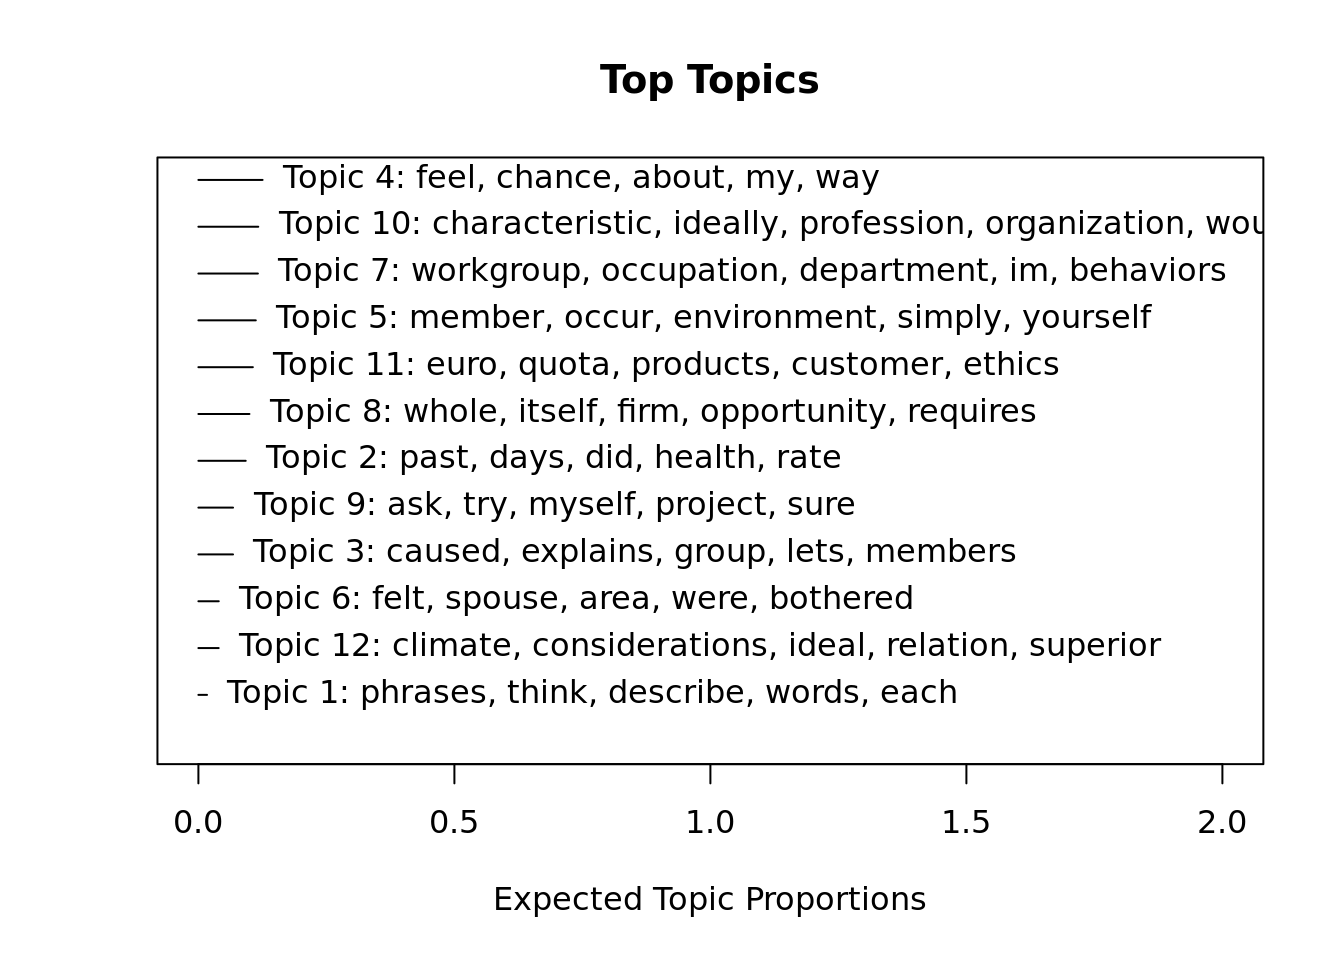 Top Topics
Topic 4: feel, chance, about, my, way
Topic 10: characteristic, ideally, profession, organization, wou
Topic 7: workgroup, occupation, department, im, behaviors
Topic 5: member, occur, environment, simply, yourself
Topic 11: euro, quota, products, customer, ethics
Topic 8: whole, itself, firm, opportunity, requires
Topic 2: past, days, did, health, rate
Topic 9: ask, try, myself, project, sure
Topic 3: caused, explains, group, lets, members
Topic 6: felt, spouse, area, were, bothered
Topic 12: climate, considerations, ideal, relation, superior
Topic 1: phrases, think, describe, words, each
0.0 0.5 1.0 1.5 2.0
Expected Topic Proportions